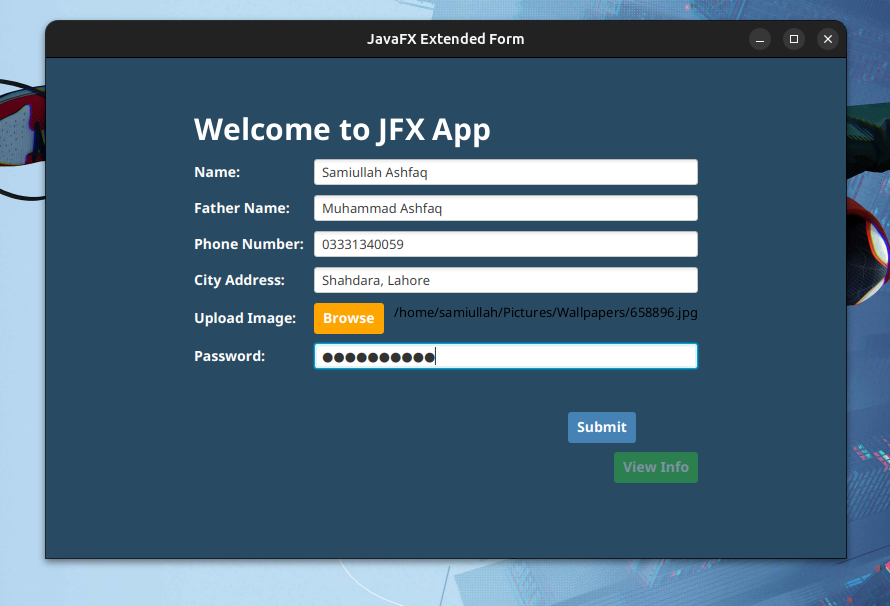 JavaFX Extended Form
Welcome to JFX App
Name: Samiullah Ashfaq
Father Name: Muhammad Ashfaq
Phone Number: 03331340059
City Address: Shahdara, Lahore
Upload Image: Browse /home/samiullah/Pictures/Wallpapers/658896.jpg
Password: ●●●●●●●●●●
Submit
View Info